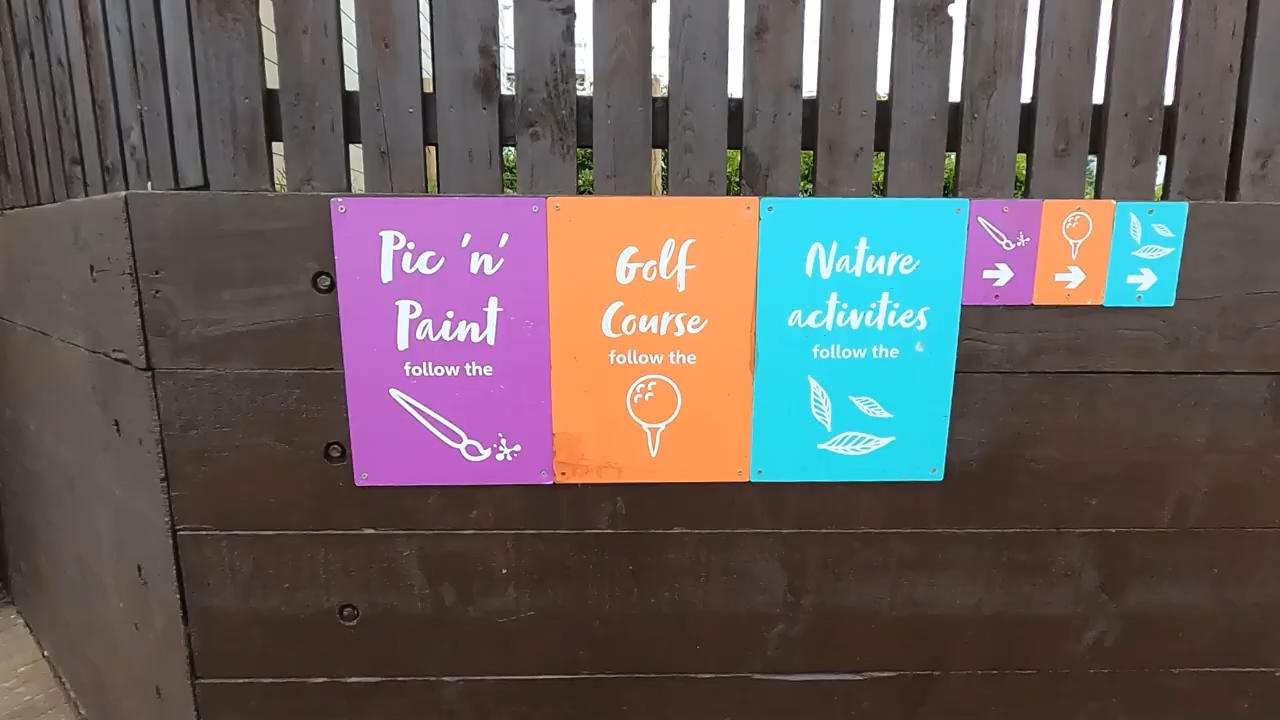 Pic 'n'
Paint
follow the
Golf
Course
follow the
Nature
activities
follow the